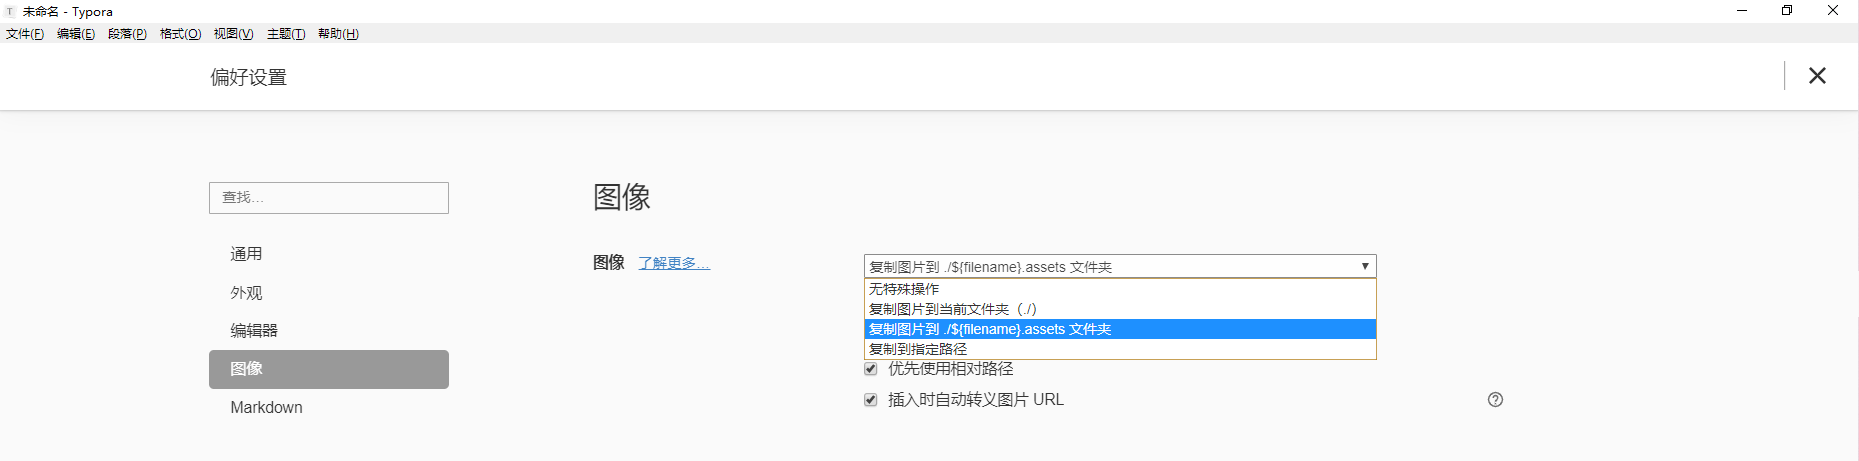 未命名 - Typora
文件(F) 编辑(E) 段落(P) 格式(O) 视图(V) 主题(T) 帮助(H)
偏好设置
查找...
通用
外观
编辑器
图像
Markdown
图像
图像 了解更多...
复制图片到 ./${filename}.assets 文件夹
无特殊操作
复制图片到当前文件夹（./）
复制图片到 ./${filename}.assets 文件夹
复制到指定路径
优先使用相对路径
插入时自动转义图片 URL